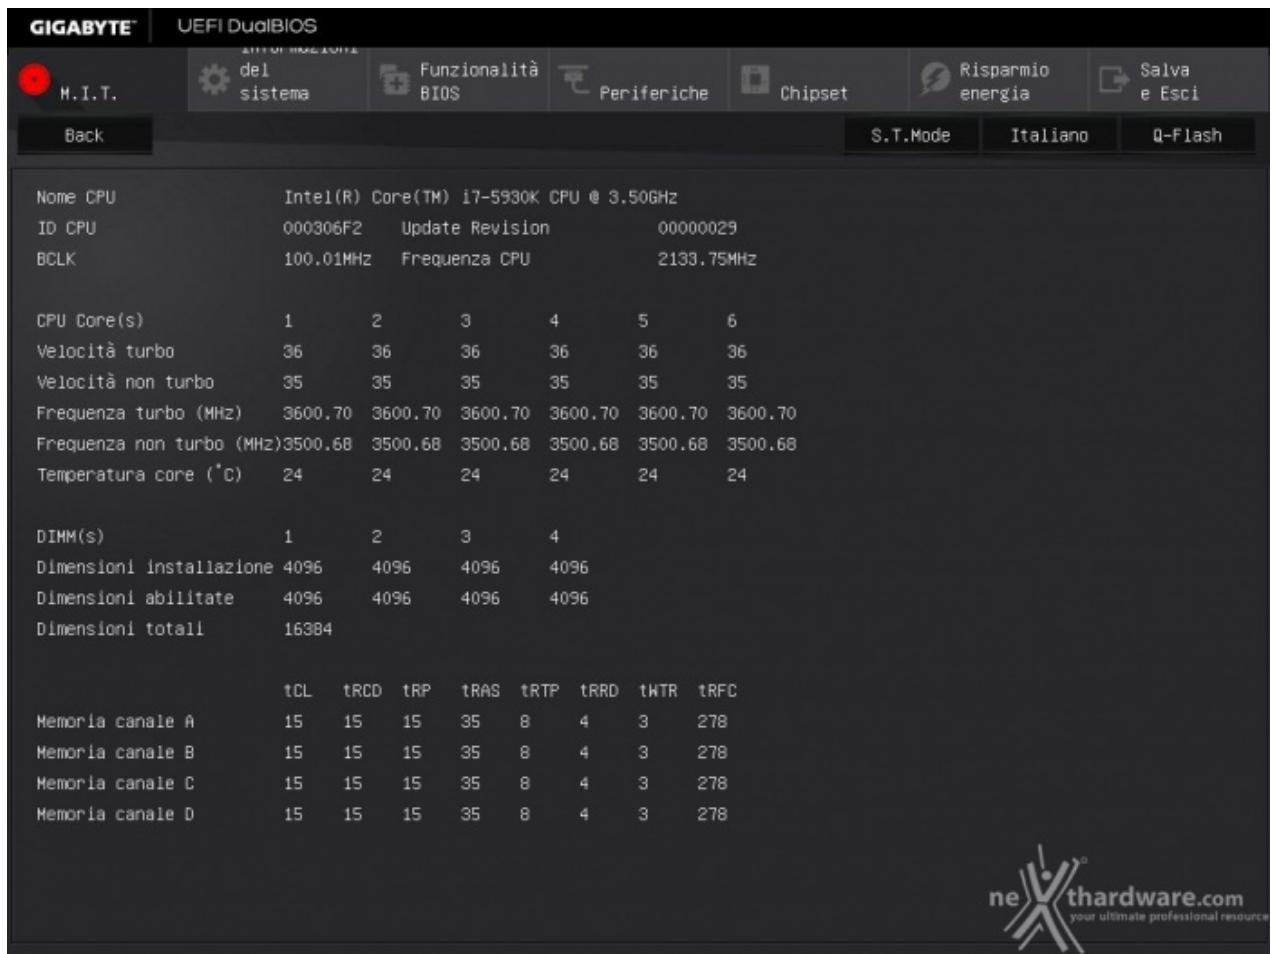 GIGABYTE™ UEFI DualBIOS
M.I.T.
Informazioni
del
sistema
Funzionalità
BIOS
Periferiche
Chipset
Risparmio
energia
Salva
e Esci
Back S.T.Mode Italiano Q-Flash
Nome CPU Intel(R) Core(TM) i7-5930K CPU @ 3.50GHz
ID CPU 000306F2 Update Revision 00000029
BCLK 100.01MHz Frequenza CPU 2133.75MHz
CPU Core(s) 1 2 3 4 5 6
Velocità turbo 36 36 36 36 36 36
Velocità non turbo 35 35 35 35 35 35
Frequenza turbo (MHz) 3600.70 3600.70 3600.70 3600.70 3600.70 3600.70
Frequenza non turbo (MHz)3500.68 3500.68 3500.68 3500.68 3500.68 3500.68
Temperatura core (°C) 24 24 24 24 24 24
DIMM(s) 1 2 3 4
Dimensioni installazione 4096 4096 4096 4096
Dimensioni abilitate 4096 4096 4096 4096
Dimensioni totali 16384
tCL tRCD tRP tRAS tRTP tRRD tWTR tRFC
Memoria canale A 15 15 15 35 8 4 3 278
Memoria canale B 15 15 15 35 8 4 3 278
Memoria canale C 15 15 15 35 8 4 3 278
Memoria canale D 15 15 15 35 8 4 3 278
nexthardware.com
your ultimate professional resource